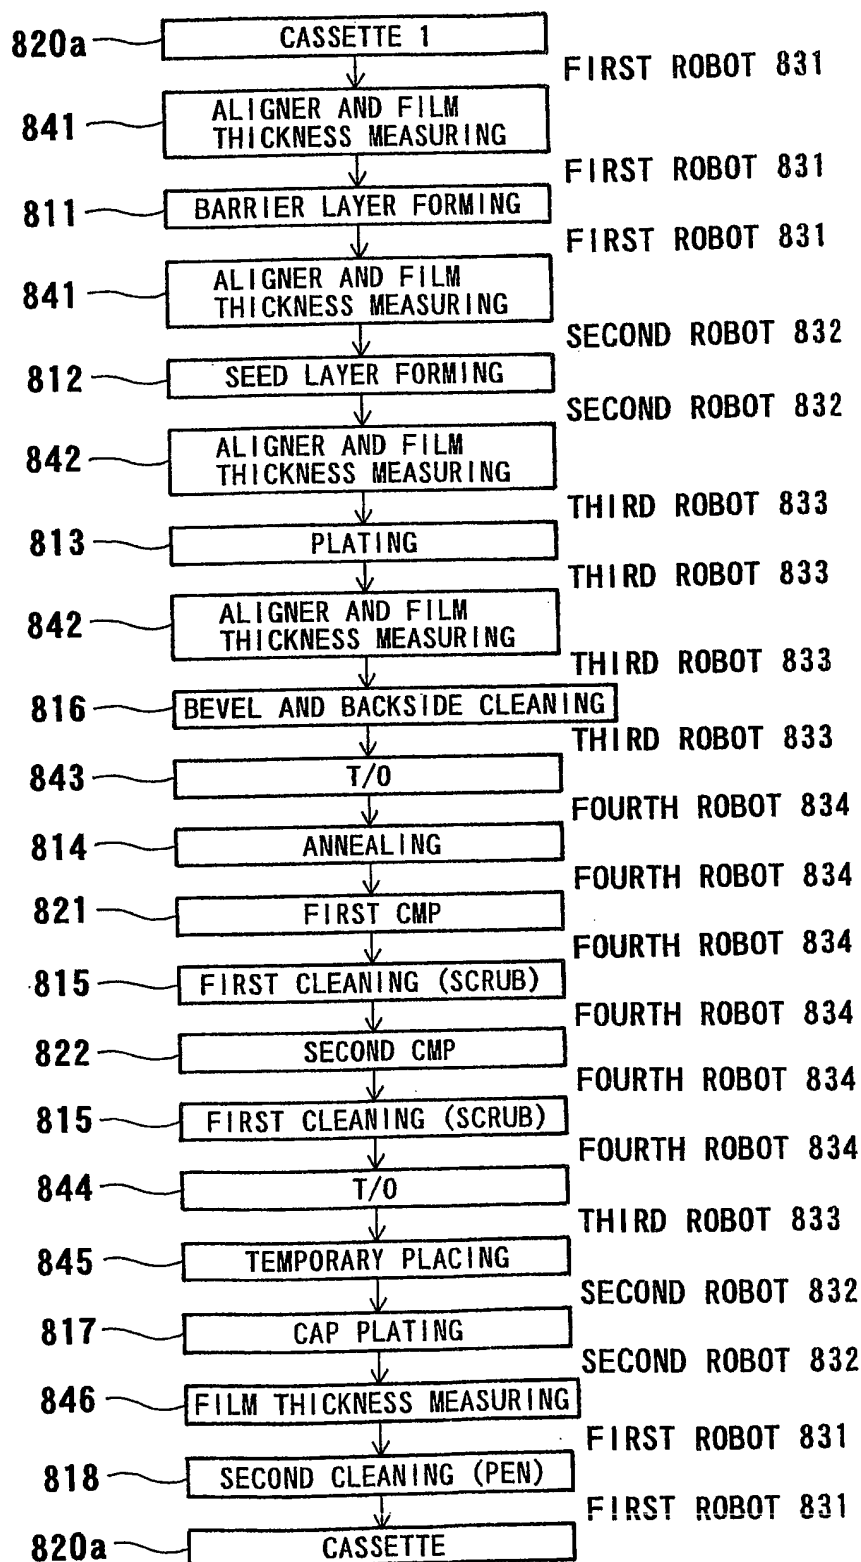 820a CASSETTE 1
FIRST ROBOT 831
841 ALIGNER AND FILM
THICKNESS MEASURING
FIRST ROBOT 831
811 BARRIER LAYER FORMING
FIRST ROBOT 831
841 ALIGNER AND FILM
THICKNESS MEASURING
SECOND ROBOT 832
812 SEED LAYER FORMING
SECOND ROBOT 832
842 ALIGNER AND FILM
THICKNESS MEASURING
THIRD ROBOT 833
813 PLATING
THIRD ROBOT 833
842 ALIGNER AND FILM
THICKNESS MEASURING
THIRD ROBOT 833
816 BEVEL AND BACKSIDE CLEANING
THIRD ROBOT 833
843 T/O
FOURTH ROBOT 834
814 ANNEALING
FOURTH ROBOT 834
821 FIRST CMP
FOURTH ROBOT 834
815 FIRST CLEANING (SCRUB)
FOURTH ROBOT 834
822 SECOND CMP
FOURTH ROBOT 834
815 FIRST CLEANING (SCRUB)
FOURTH ROBOT 834
844 T/O
THIRD ROBOT 833
845 TEMPORARY PLACING
SECOND ROBOT 832
817 CAP PLATING
SECOND ROBOT 832
846 FILM THICKNESS MEASURING
FIRST ROBOT 831
818 SECOND CLEANING (PEN)
FIRST ROBOT 831
820a CASSETTE